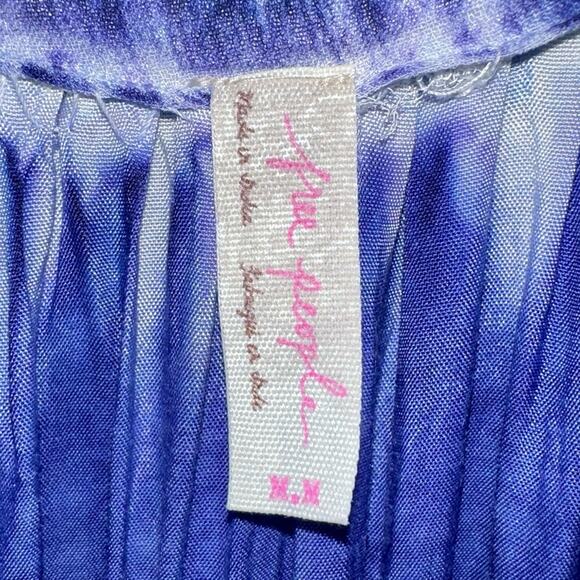 free people
Made in India Fabriqué en Inde
M.M